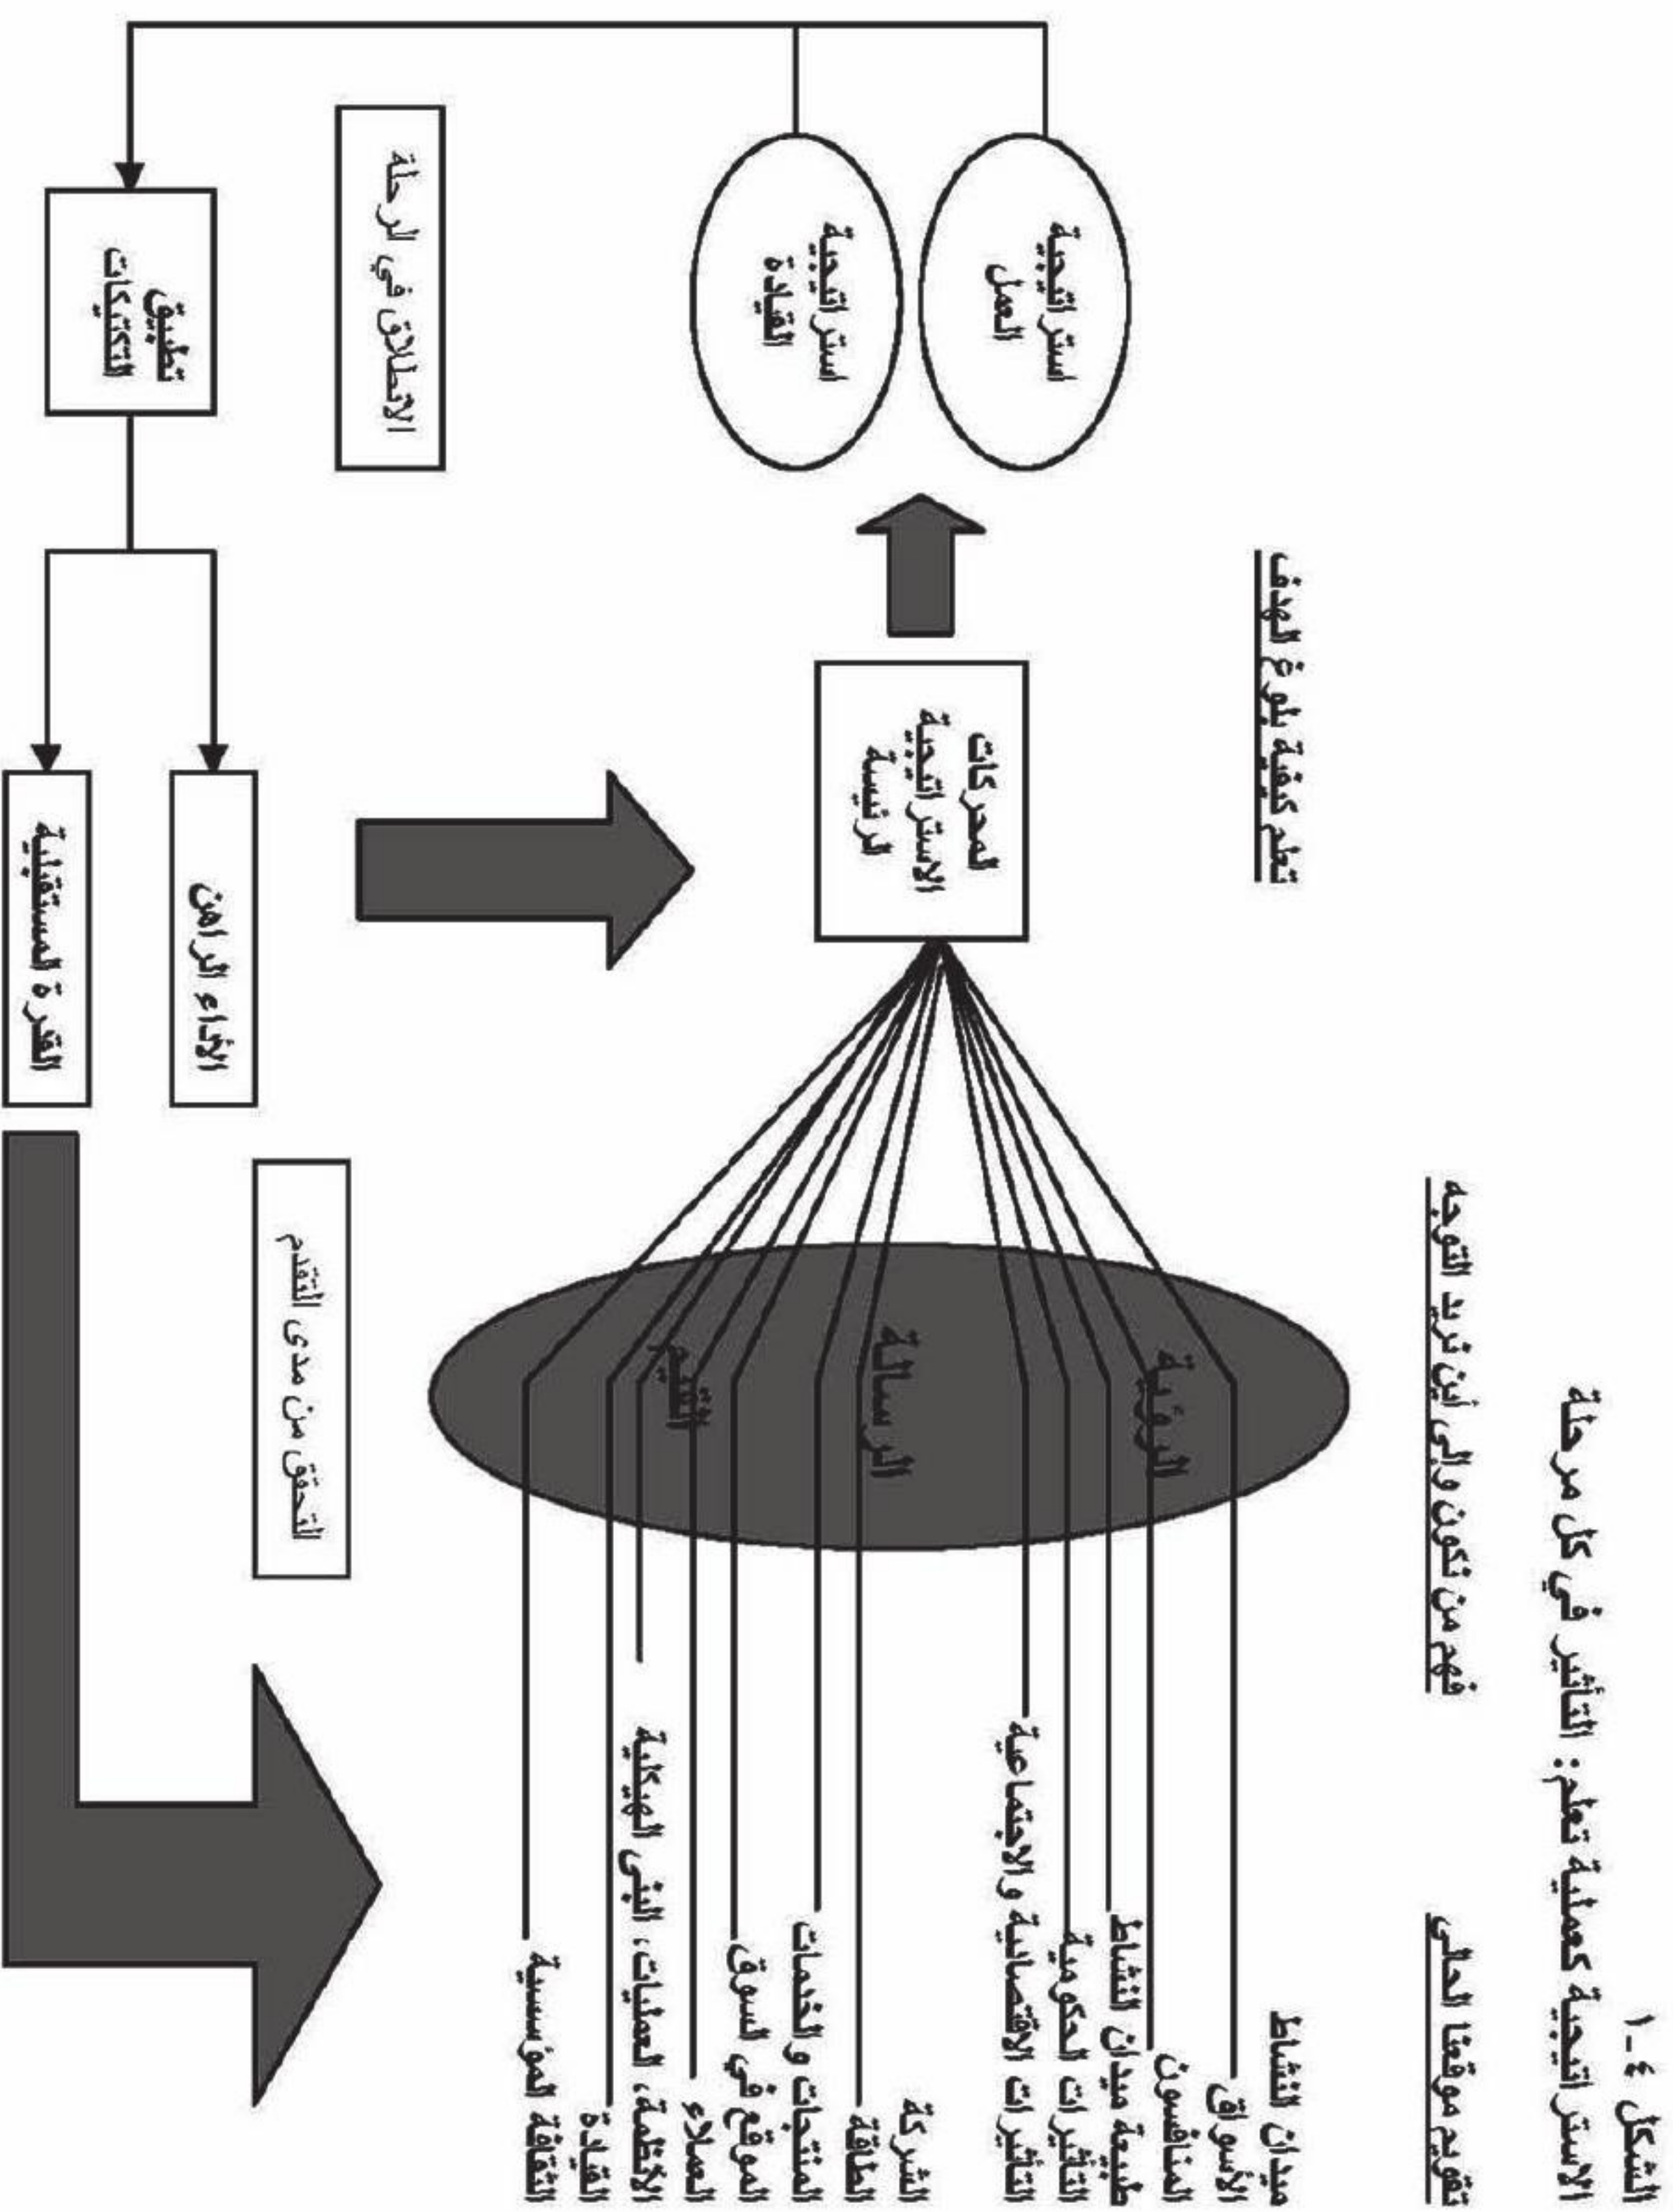 الشكل ٤-١
الاستراتيجية كعملية تعلم: التأثير في كل مرحلة
تقويم موقعنا الحالي
فهم من نكون وإلى أين نريد التوجه
تعلم كيفية بلوغ الهدف
ميدان النشاط
الأسواق
المنافسون
طبيعة ميدان النشاط
التأثيرات الحكومية
التأثيرات الاقتصادية والاجتماعية
الشركة
الطاقة
المنتجات والخدمات
الموقع في السوق
العملاء
الأنظمة، العمليات، البنى الهيكلية
القيادة
الثقافة المؤسسية
الرؤية
الرسالة
القيم
المحركات
الاستراتيجية
الرئيسة
استراتيجية
العمل
استراتيجية
القيادة
الانطلاق في الرحلة
تطبيق
التكتيكات
الأداء الراهن
القدرة المستقبلية
التحقق من مدى التقدم